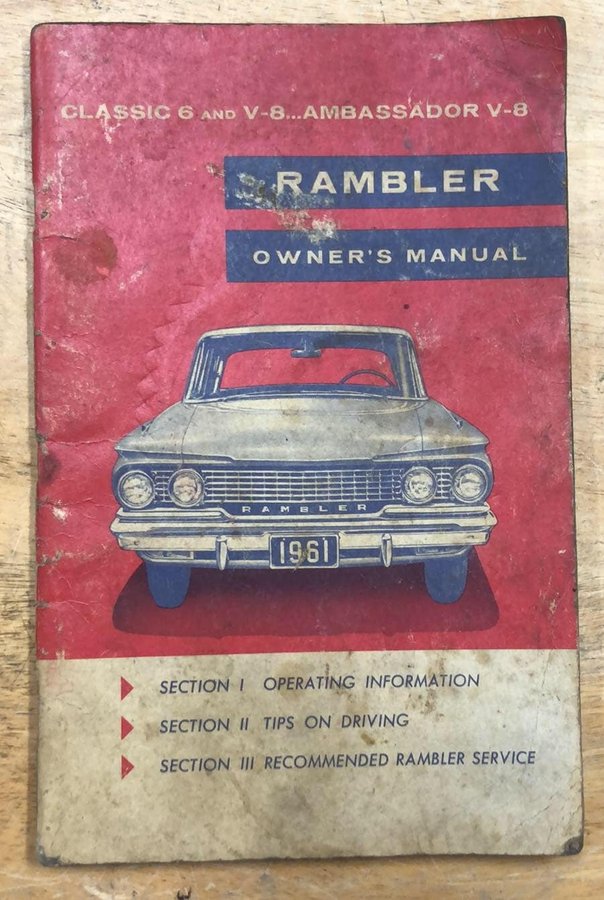 CLASSIC 6 AND V-8...AMBASSADOR V-8
RAMBLER
OWNER'S MANUAL
RAMBLER
1961
SECTION I OPERATING INFORMATION
SECTION II TIPS ON DRIVING
SECTION III RECOMMENDED RAMBLER SERVICE